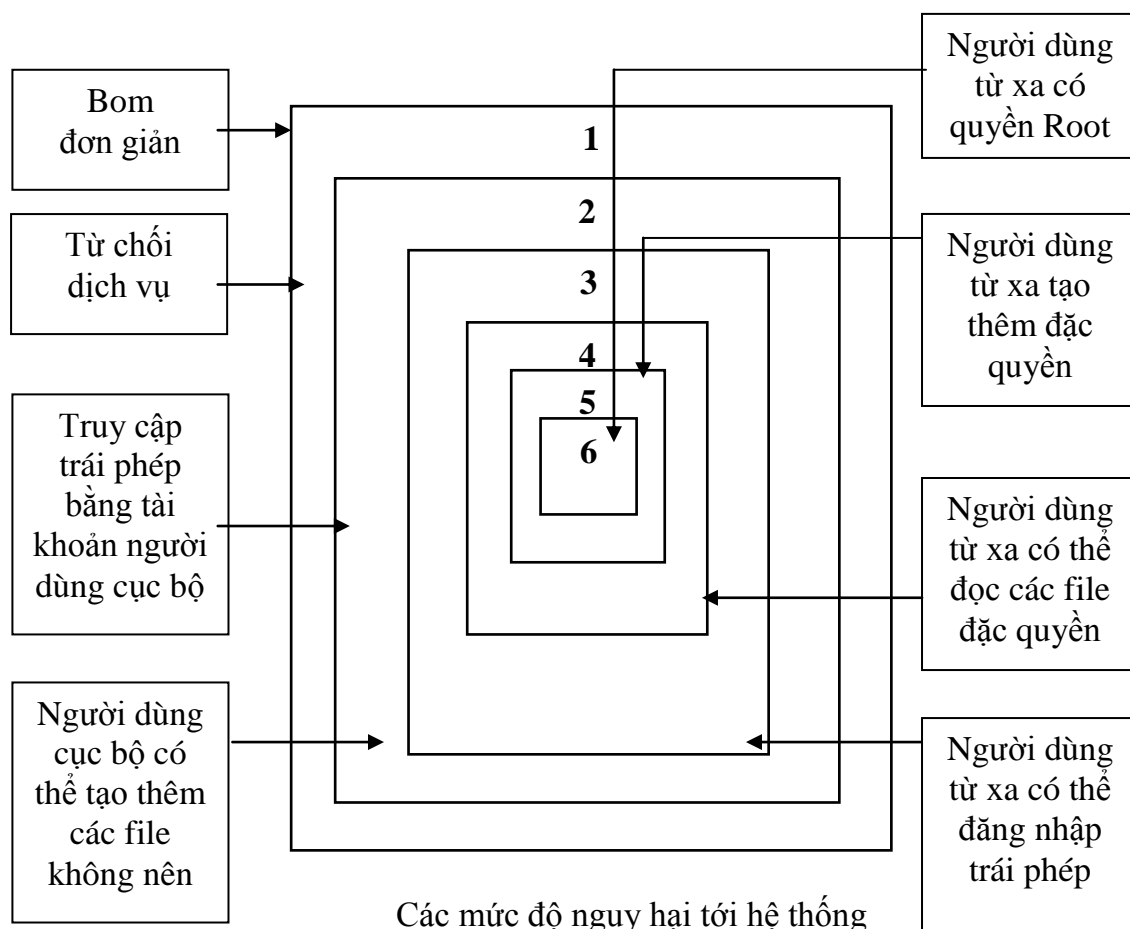 Bom
đơn giản
Từ chối
dịch vụ
Truy cập
trái phép
bằng tài
khoản người
dùng cục bộ
Người dùng
cục bộ có
thể tạo thêm
các file
không nên
1
2
3
4
5
6
Người dùng
từ xa có
quyền Root
Người dùng
từ xa tạo
thêm đặc
quyền
Người dùng
từ xa có thể
đọc các file
đặc quyền
Người dùng
từ xa có thể
đăng nhập
trái phép
Các mức độ nguy hại tới hệ thống